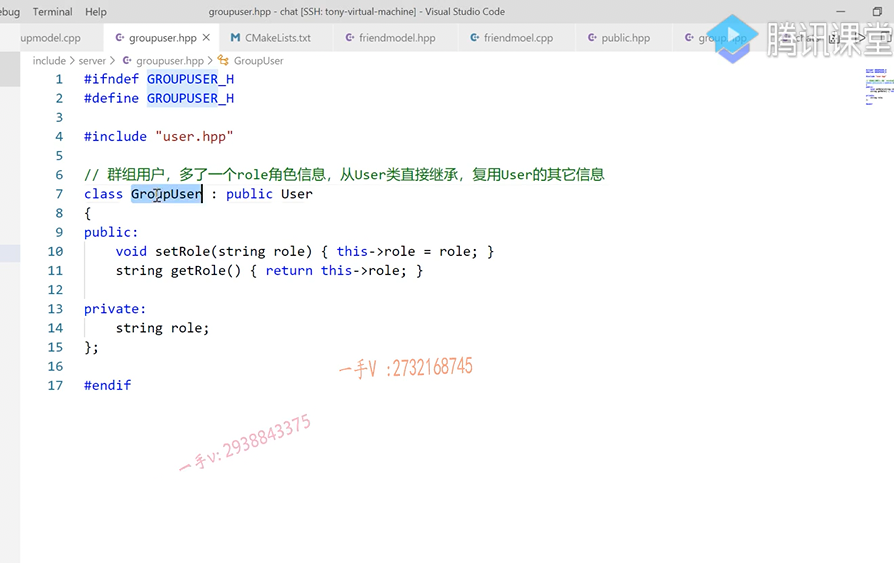 ebug Terminal Help groupuser.hpp - chat [SSH: tony-virtual-machine] - Visual Studio Code
upmodel.cpp groupuser.hpp CMakeLists.txt friendmodel.hpp friendmoel.cpp public.hpp
腾讯课堂
include > server > groupuser.hpp > GroupUser
1 #ifndef GROUPUSER_H
2 #define GROUPUSER_H
3
4 #include "user.hpp"
5
6 // 群组用户，多了一个role角色信息，从User类直接继承，复用User的其它信息
7 class GroupUser : public User
8 {
9 public:
10 void setRole(string role) { this->role = role; }
11 string getRole() { return this->role; }
12
13 private:
14 string role;
15 };
16
17 #endif
一手V :2732168745
一手v: 2938843375